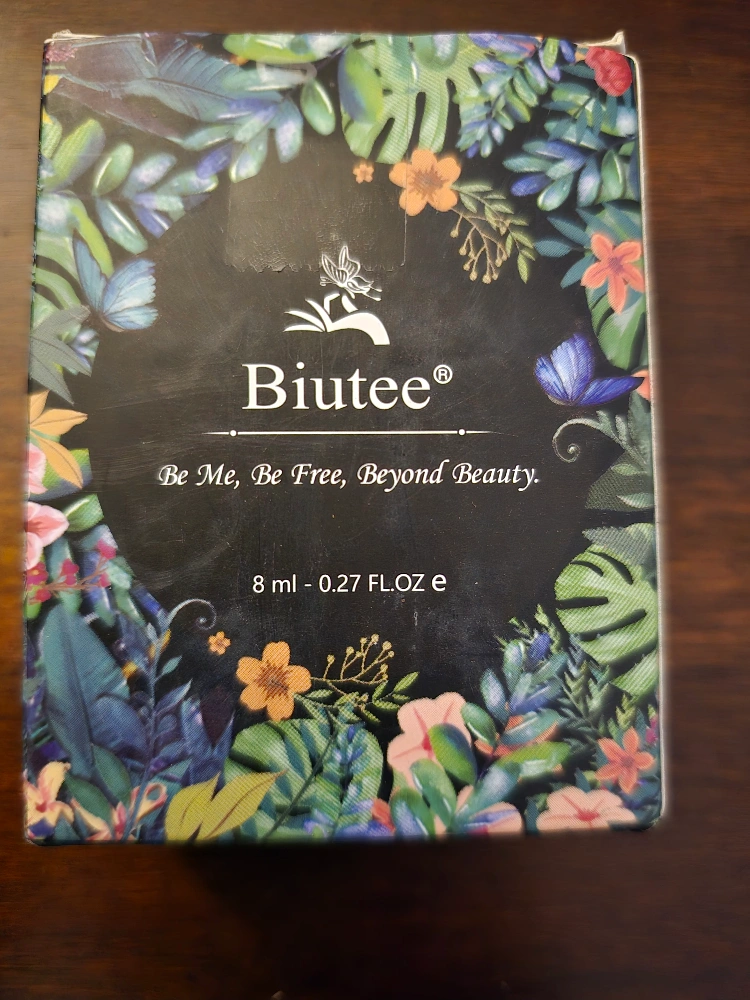 Biutee®
Be Me, Be Free, Beyond Beauty.
8 ml - 0.27 FL.OZ e